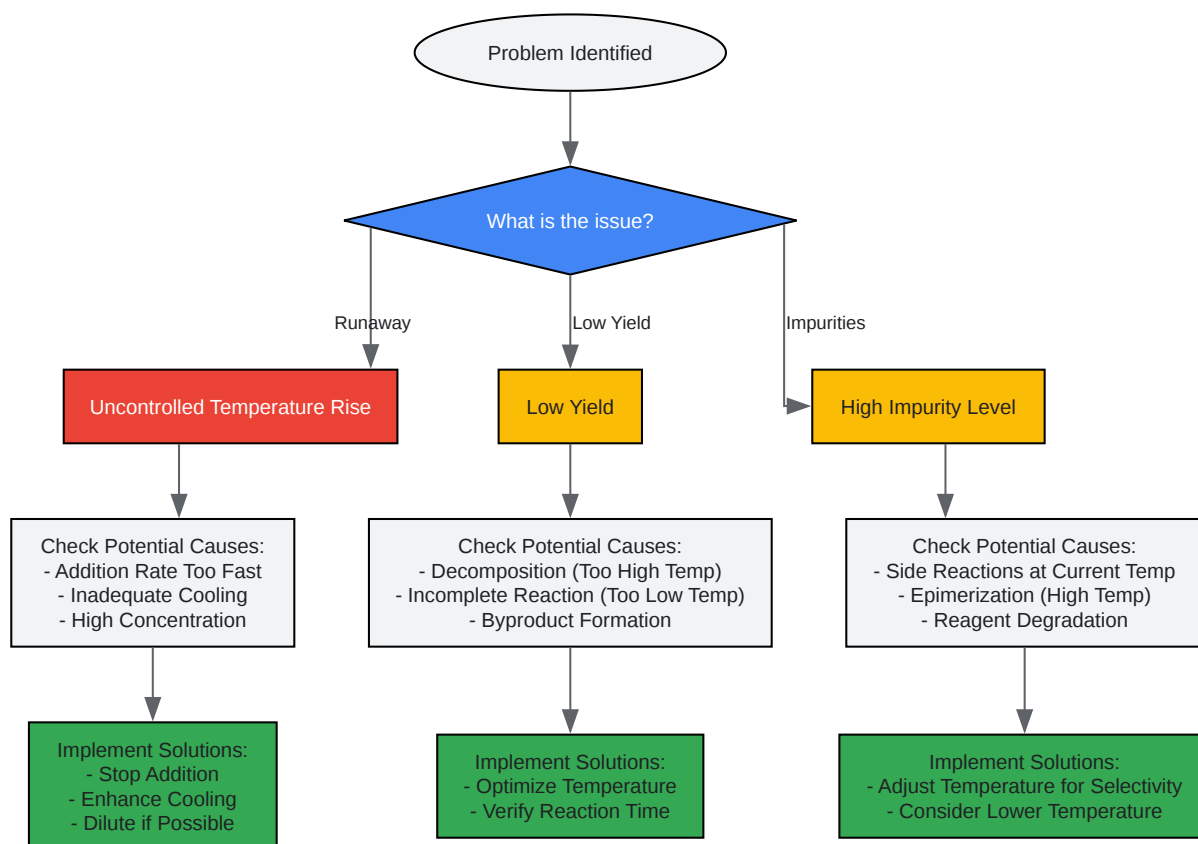 Problem Identified
What is the issue?
Runaway
Low Yield
Impurities
Uncontrolled Temperature Rise
Low Yield
High Impurity Level
Check Potential Causes:
- Addition Rate Too Fast
- Inadequate Cooling
- High Concentration
Check Potential Causes:
- Decomposition (Too High Temp)
- Incomplete Reaction (Too Low Temp)
- Byproduct Formation
Check Potential Causes:
- Side Reactions at Current Temp
- Epimerization (High Temp)
- Reagent Degradation
Implement Solutions:
- Stop Addition
- Enhance Cooling
- Dilute if Possible
Implement Solutions:
- Optimize Temperature
- Verify Reaction Time
Implement Solutions:
- Adjust Temperature for Selectivity
- Consider Lower Temperature